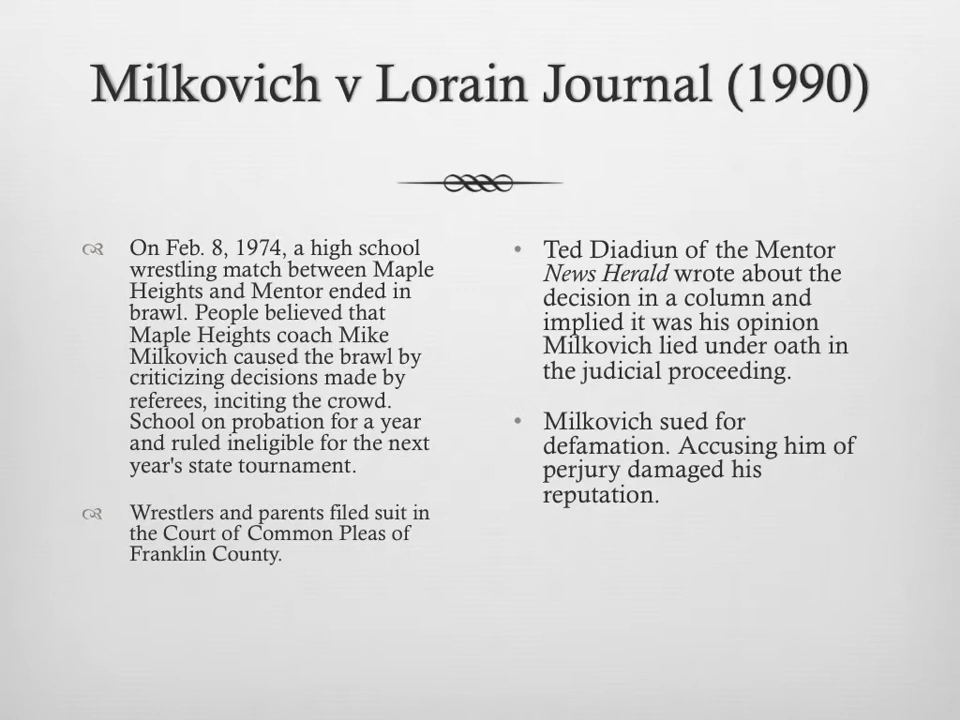 Milkovich v Lorain Journal (1990)
On Feb. 8, 1974, a high school
wrestling match between Maple
Heights and Mentor ended in
brawl. People believed that
Maple Heights coach Mike
Milkovich caused the brawl by
criticizing decisions made by
referees, inciting the crowd.
School on probation for a year
and ruled ineligible for the next
year's state tournament.
Wrestlers and parents filed suit in
the Court of Common Pleas of
Franklin County.
• Ted Diadiun of the Mentor
News Herald wrote about the
decision in a column and
implied it was his opinion
Milkovich lied under oath in
the judicial proceeding.
• Milkovich sued for
defamation. Accusing him of
perjury damaged his
reputation.